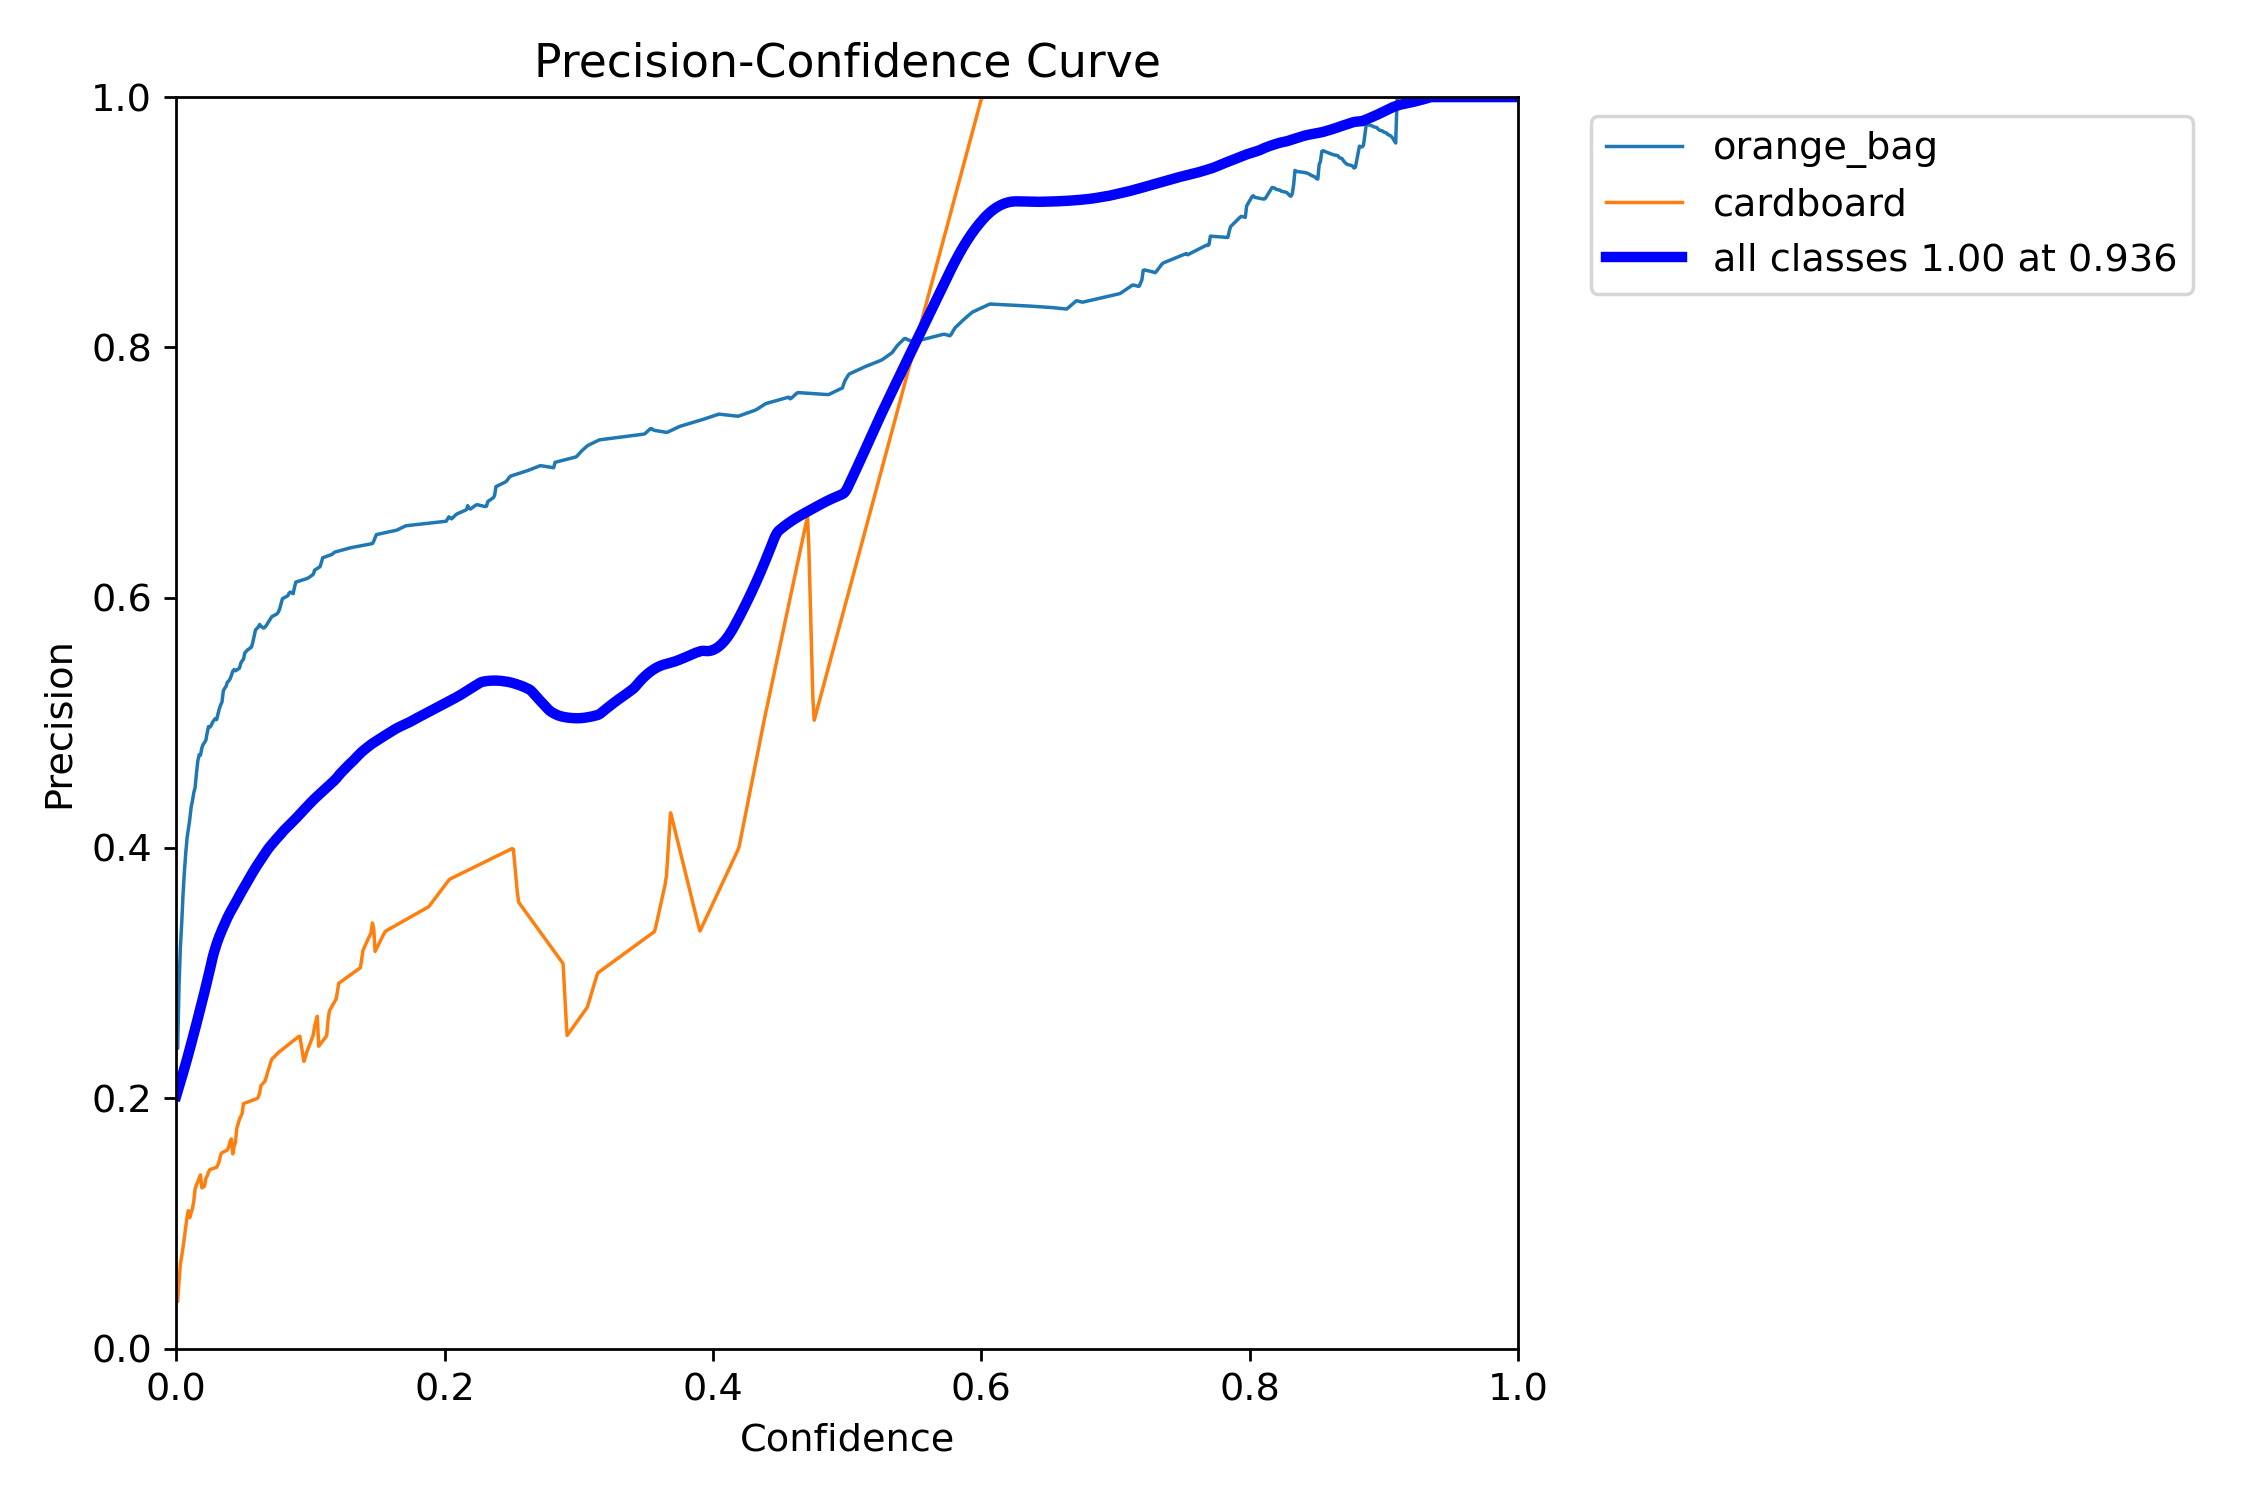 Precision-Confidence Curve
1.0
0.8
0.6
0.4
0.2
0.0
Precision
0.0 0.2 0.4 0.6 0.8 1.0
Confidence
orange_bag
cardboard
all classes 1.00 at 0.936